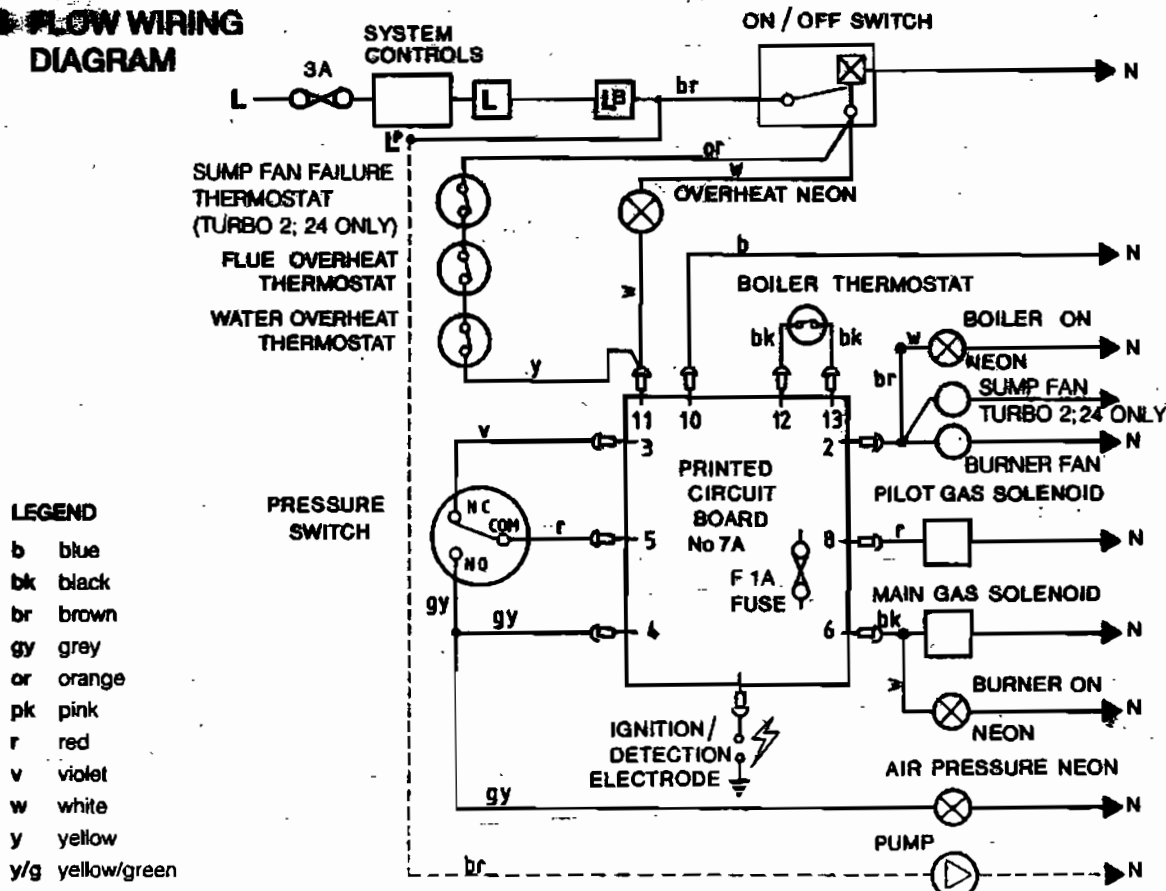 FLOW WIRING
DIAGRAM
SYSTEM
CONTROLS
ON / OFF SWITCH
3A
L
L
LB
br
N
LP
or
w
SUMP FAN FAILURE
THERMOSTAT
(TURBO 2; 24 ONLY)
OVERHEAT NEON
FLUE OVERHEAT
THERMOSTAT
b
N
BOILER THERMOSTAT
w
WATER OVERHEAT
THERMOSTAT
bk
bk
BOILER ON
w
N
NEON
y
br
SUMP FAN
TURBO 2; 24 ONLY
11
10
12
13
v
3
2
N
BURNER FAN
PRINTED
CIRCUIT
BOARD
No 7A
PILOT GAS SOLENOID
PRESSURE
SWITCH
NC
COM
NO
r
5
8
r
N
F 1A
FUSE
MAIN GAS SOLENOID
gy
gy
4
6
bk
N
w
BURNER ON
NEON
N
IGNITION /
DETECTION
ELECTRODE
AIR PRESSURE NEON
gy
N
PUMP
br
N
LEGEND
b blue
bk black
br brown
gy grey
or orange
pk pink
r red
v violet
w white
y yellow
y/g yellow/green